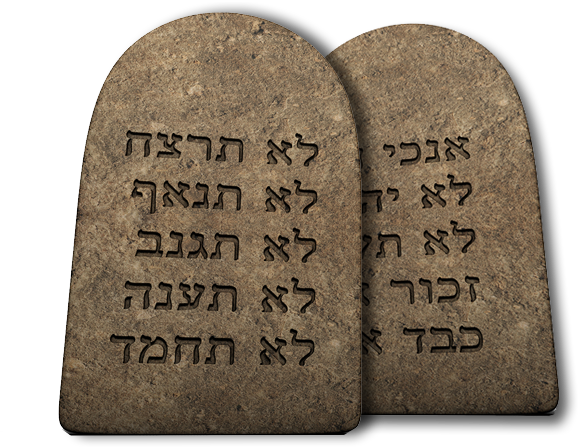 אנכי
לא
לא
זכור
כבד
לא תרצח
לא תנאף
לא תגנב
לא תענה
לא תחמד